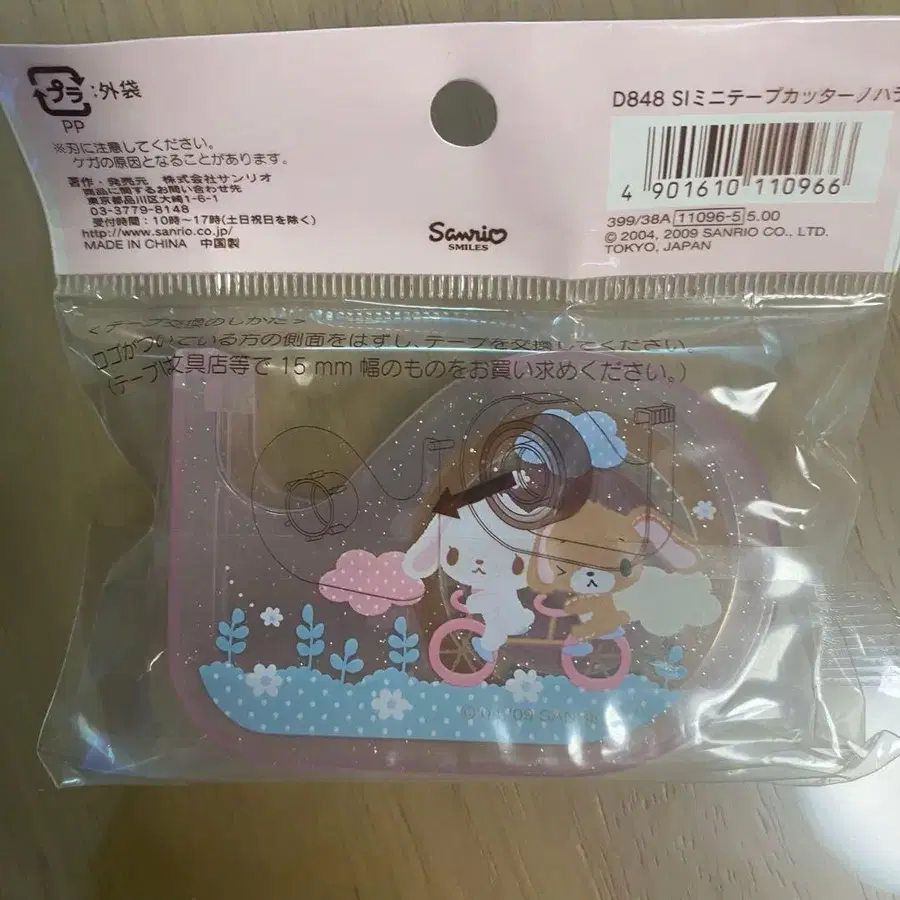 プラ :外袋
PP
※刃に注意してください。
ケガの原因となることがあります。
著作・発売元 株式会社サンリオ
商品に関するお問い合わせ先
東京都品川区大崎1-6-1
03-3779-8148
受付時間:10時~17時(土日祝日を除く)
http://www.sanrio.co.jp/
MADE IN CHINA 中国製
Sanrio
SMILES
D848 SIミニテープカッターノハラ
4 901610 110966
399/38A 11096-5 5.00
© 2004, 2009 SANRIO CO., LTD.
TOKYO, JAPAN
<テープ交換のしかた>
ロゴがついている方の側面をはずし、テープを交換してください。
(テープは文具店等で 15 mm 幅のものをお買い求めください。)